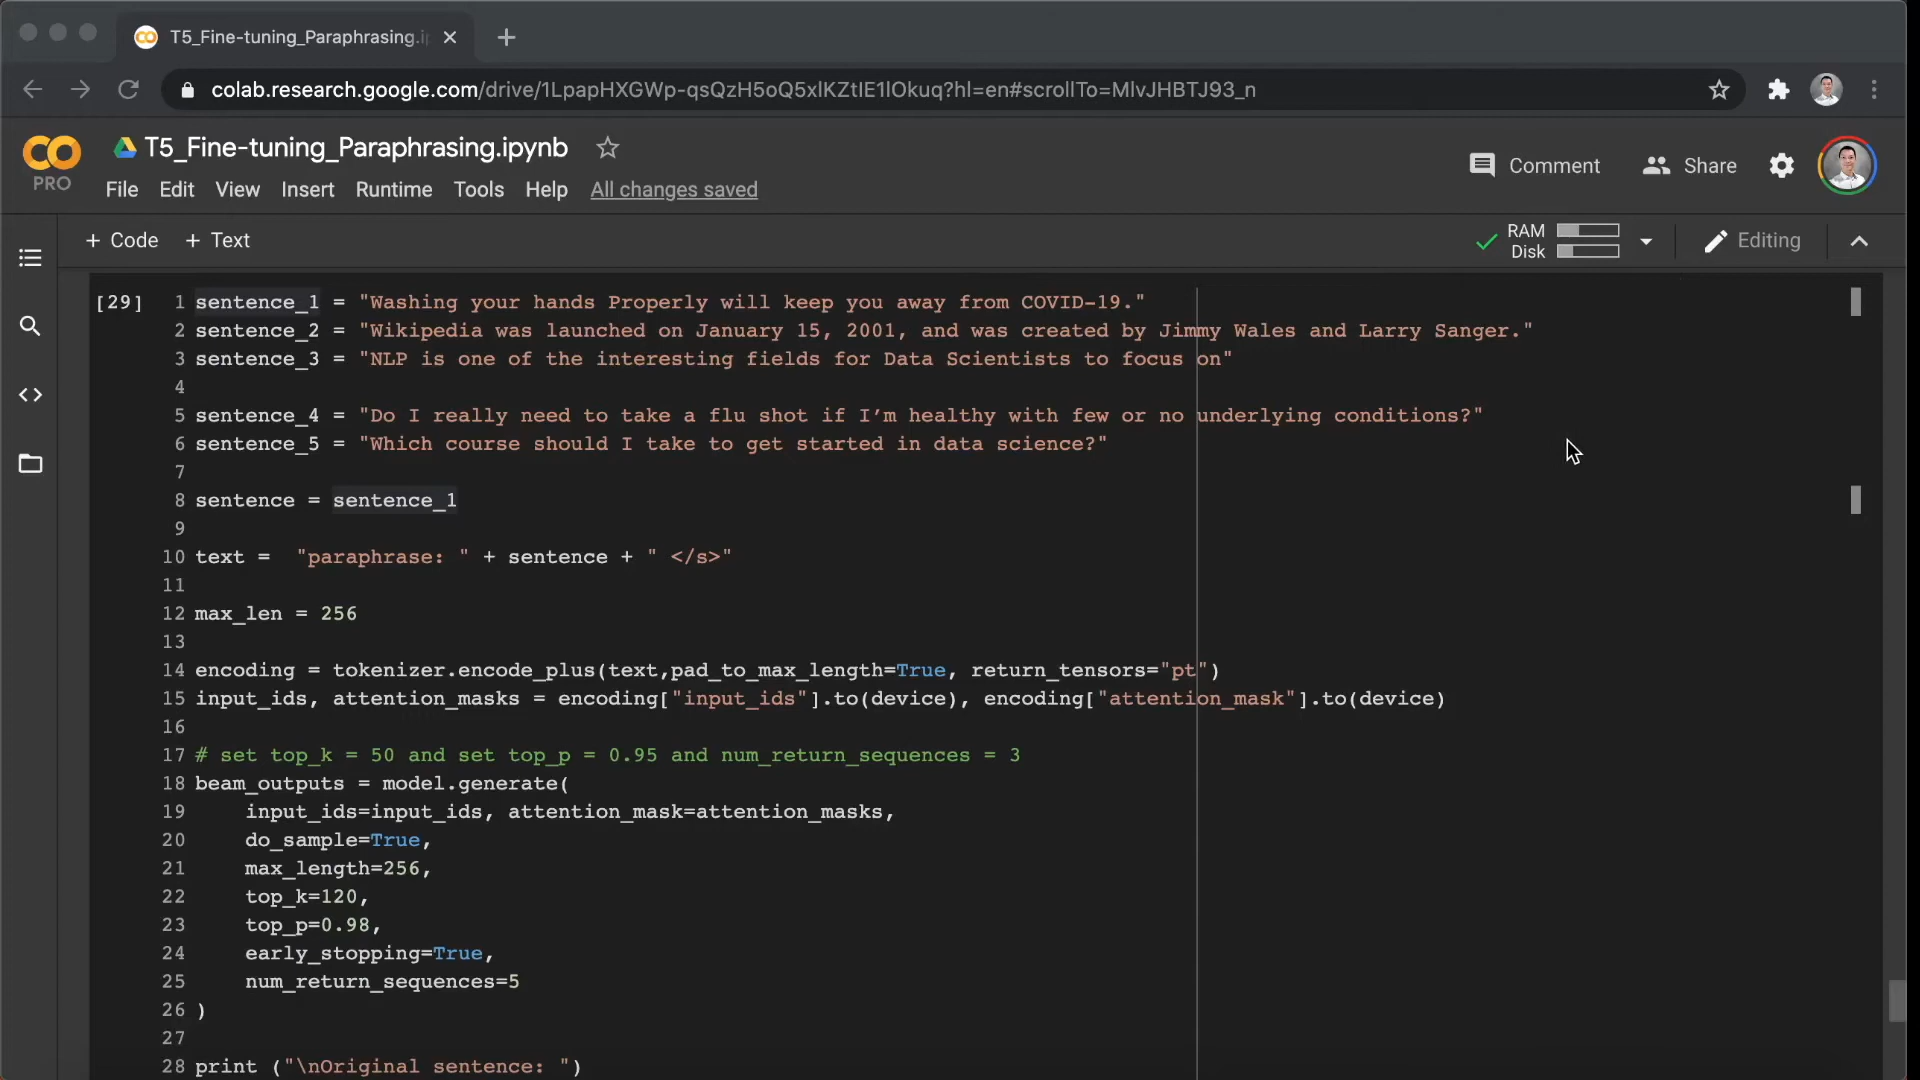 T5_Fine-tuning_Paraphrasing.i
colab.research.google.com/drive/1LpapHXGWp-qsQzH5oQ5xlKZtIE1lOkuq?hl=en#scrollTo=MlvJHBTJ93_n
PRO
T5_Fine-tuning_Paraphrasing.ipynb
File Edit View Insert Runtime Tools Help All changes saved
Comment Share
+ Code + Text
RAM
Disk
Editing
[29]
1 sentence_1 = "Washing your hands Properly will keep you away from COVID-19."
2 sentence_2 = "Wikipedia was launched on January 15, 2001, and was created by Jimmy Wales and Larry Sanger."
3 sentence_3 = "NLP is one of the interesting fields for Data Scientists to focus on"
4
5 sentence_4 = "Do I really need to take a flu shot if I’m healthy with few or no underlying conditions?"
6 sentence_5 = "Which course should I take to get started in data science?"
7
8 sentence = sentence_1
9
10 text =  "paraphrase: " + sentence + " </s>"
11
12 max_len = 256
13
14 encoding = tokenizer.encode_plus(text,pad_to_max_length=True, return_tensors="pt")
15 input_ids, attention_masks = encoding["input_ids"].to(device), encoding["attention_mask"].to(device)
16
17 # set top_k = 50 and set top_p = 0.95 and num_return_sequences = 3
18 beam_outputs = model.generate(
19     input_ids=input_ids, attention_mask=attention_masks,
20     do_sample=True,
21     max_length=256,
22     top_k=120,
23     top_p=0.98,
24     early_stopping=True,
25     num_return_sequences=5
26 )
27
28 print ("\nOriginal sentence: ")